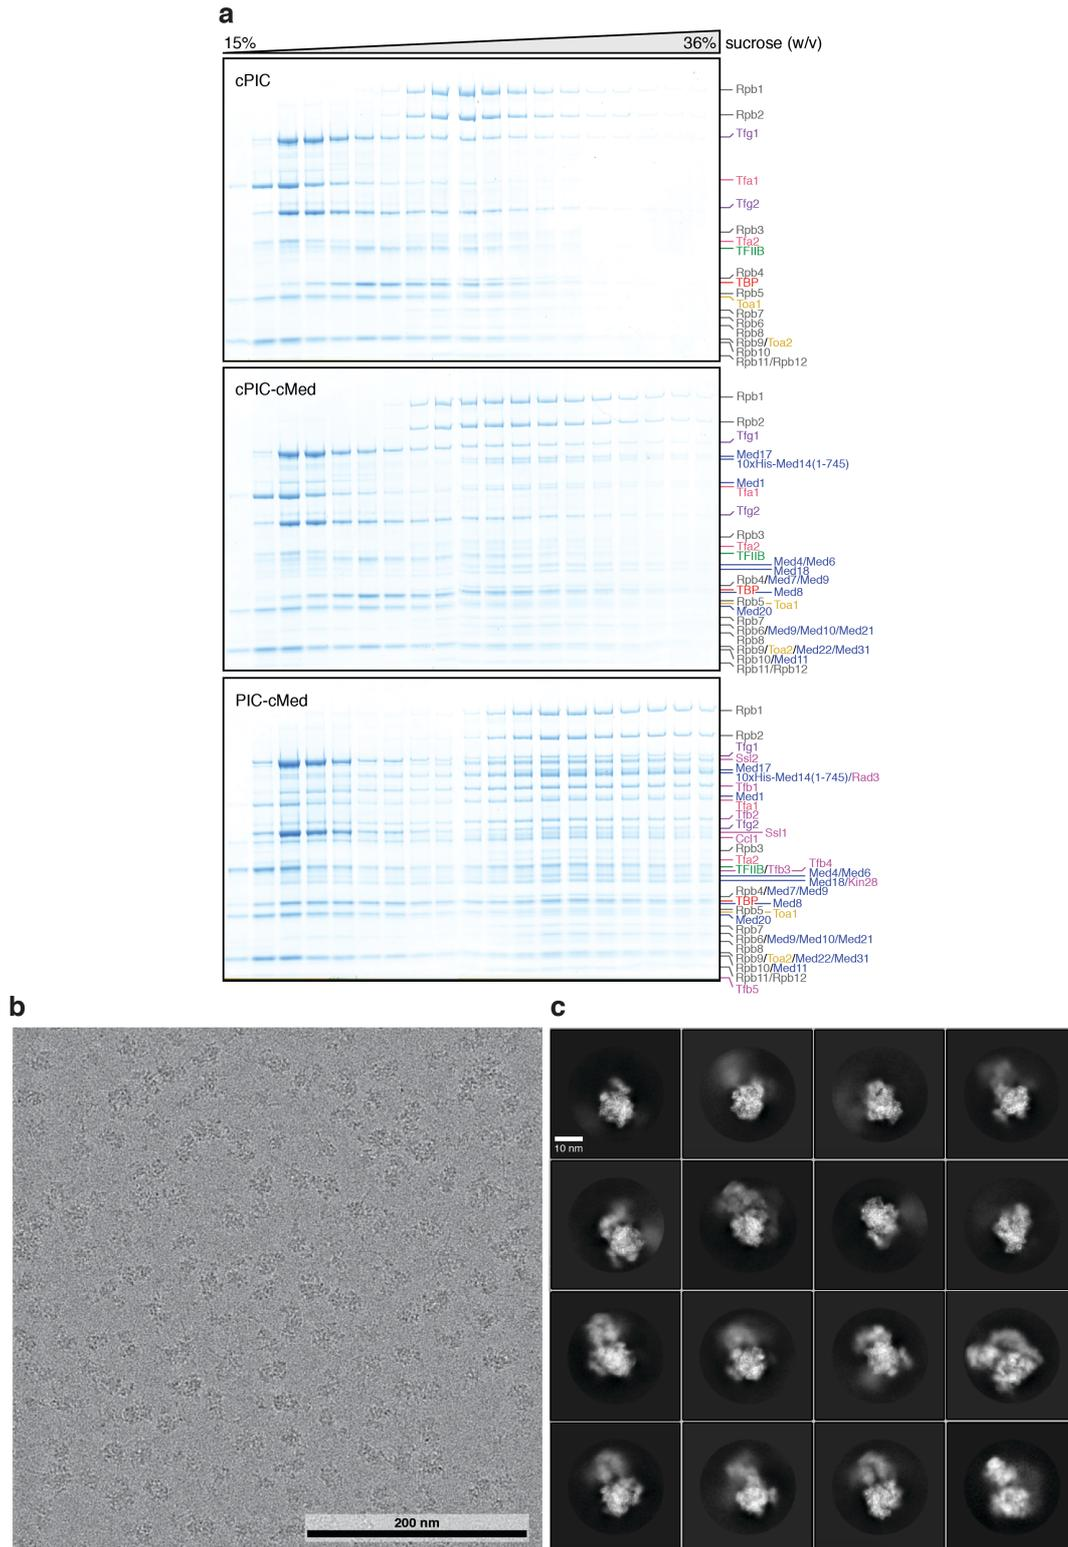 a
15% 36% sucrose (w/v)
cPIC
Rpb1
Rpb2
Tfg1
Tfa1
Tfg2
Rpb3
Tfa2
TFIIB
Rpb4
TBP
Rpb5
Toa1
Rpb7
Rpb6
Rpb8
Rpb9/Toa2
Rpb10
Rpb11/Rpb12
cPIC-cMed
Rpb1
Rpb2
Tfg1
Med17
10xHis-Med14(1-745)
Med1
Tfa1
Tfg2
Rpb3
Tfa2
TFIIB
Med4/Med6
Med18
Rpb4/Med7/Med9
TBP Med8
Rpb5 Toa1
Med20
Rpb7
Rpb6/Med9/Med10/Med21
Rpb8
Rpb9/Toa2/Med22/Med31
Rpb10/Med11
Rpb11/Rpb12
PIC-cMed
Rpb1
Rpb2
Tfg1
Ssl2
Med17
10xHis-Med14(1-745)/Rad3
Tfb1
Med1
Tfa1
Tfb2
Tfg2
Ssl1
Ccl1
Rpb3
Tfa2
Tfb4
TFIIB/Tfb3
Med4/Med6
Med18/Kin28
Rpb4/Med7/Med9
TBP Med8
Rpb5 Toa1
Med20
Rpb7
Rpb6/Med9/Med10/Med21
Rpb8
Rpb9/Toa2/Med22/Med31
Rpb10/Med11
Rpb11/Rpb12
Tfb5
b
200 nm
c
10 nm